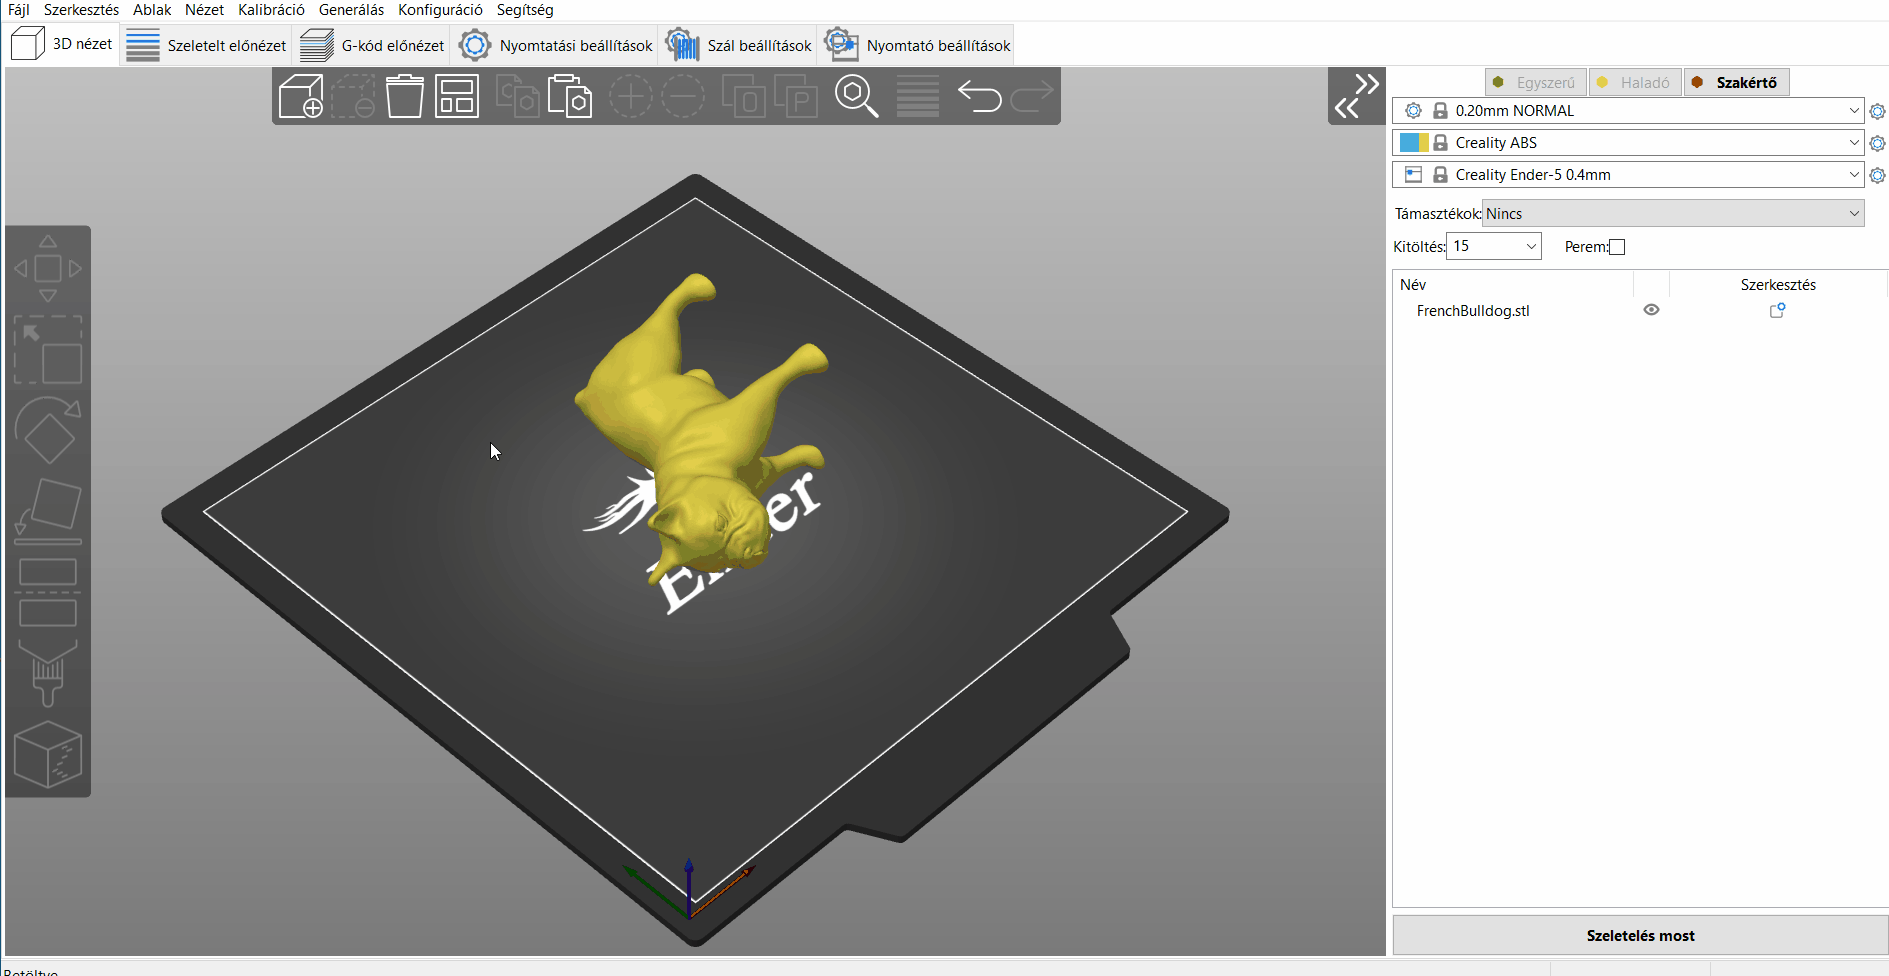 Fájl Szerkesztés Ablak Nézet Kalibráció Generálás Konfiguráció Segítség
3D nézet Szeletelt előnézet G-kód előnézet Nyomtatási beállítások Szál beállítások Nyomtató beállítások
Egyszerű Haladó Szakértő
0.20mm NORMAL
Creality ABS
Creality Ender-5 0.4mm
Támasztékok: Nincs
Kitöltés: 15 Perem:
Név Szerkesztés
FrenchBulldog.stl
Szeletelés most
Betöltve